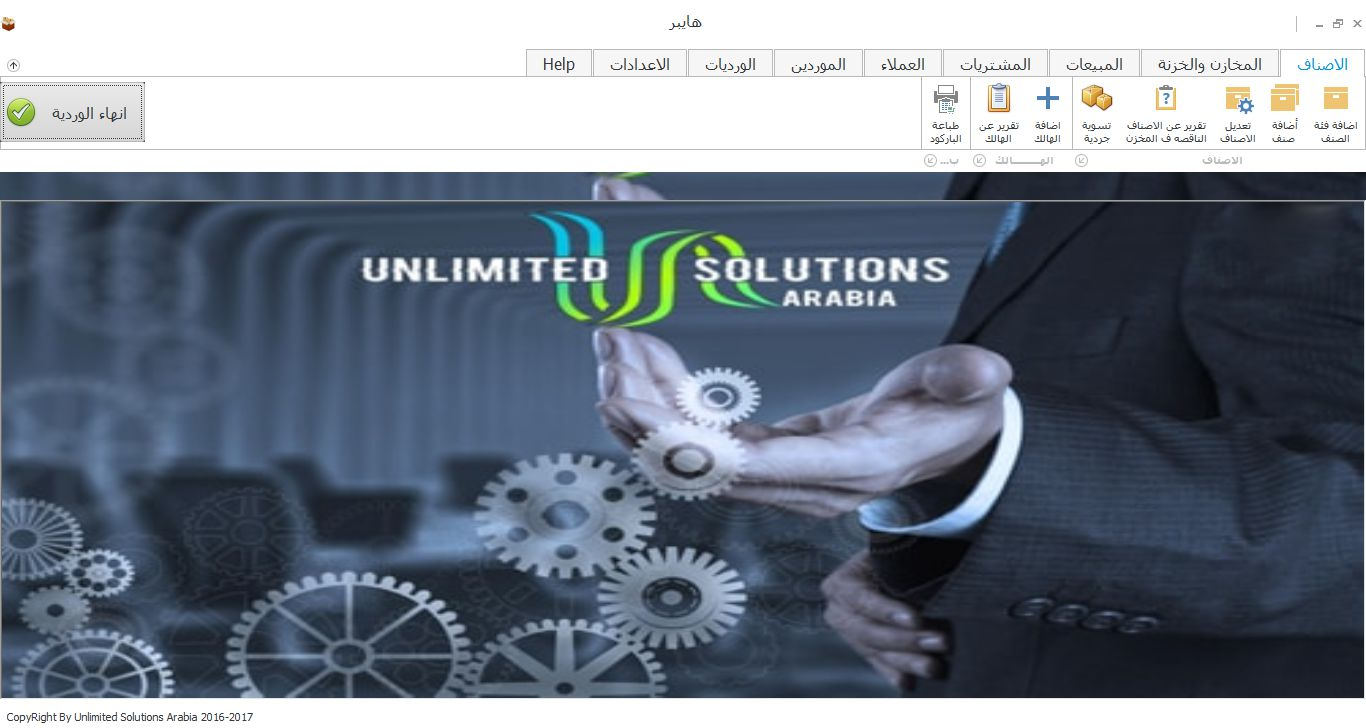 هايبر
الاصناف
المخازن والخزنة
المبيعات
المشتريات
العملاء
الموردين
الورديات
الاعدادات
Help
اضافة فئة
الصنف
أضافة
صنف
تعديل
الاصناف
تقرير عن الاصناف
الناقصه ف المخزن
تسوية
جردية
اضافة
الهالك
تقرير عن
الهالك
طباعة
الباركود
انهاء الوردية
الاصناف
الهـــــــالك
ب...
UNLIMITED SOLUTIONS
ARABIA
CopyRight By Unlimited Solutions Arabia 2016-2017